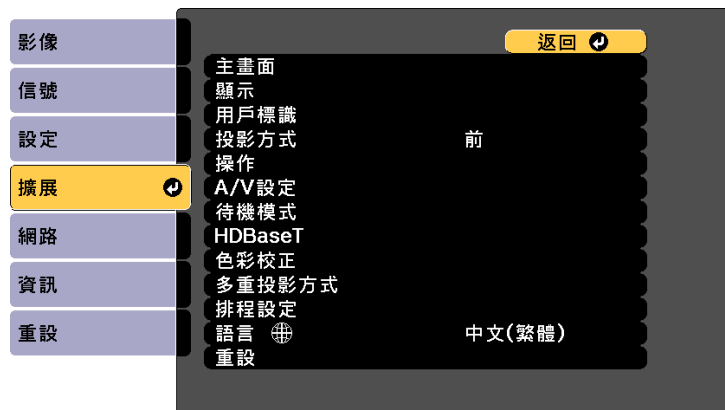 影像
信號
設定
擴展
網路
資訊
重設
返回
主畫面
顯示
用戶標識
投影方式 前
操作
A/V設定
待機模式
HDBaseT
色彩校正
多重投影方式
排程設定
語言 中文(繁體)
重設